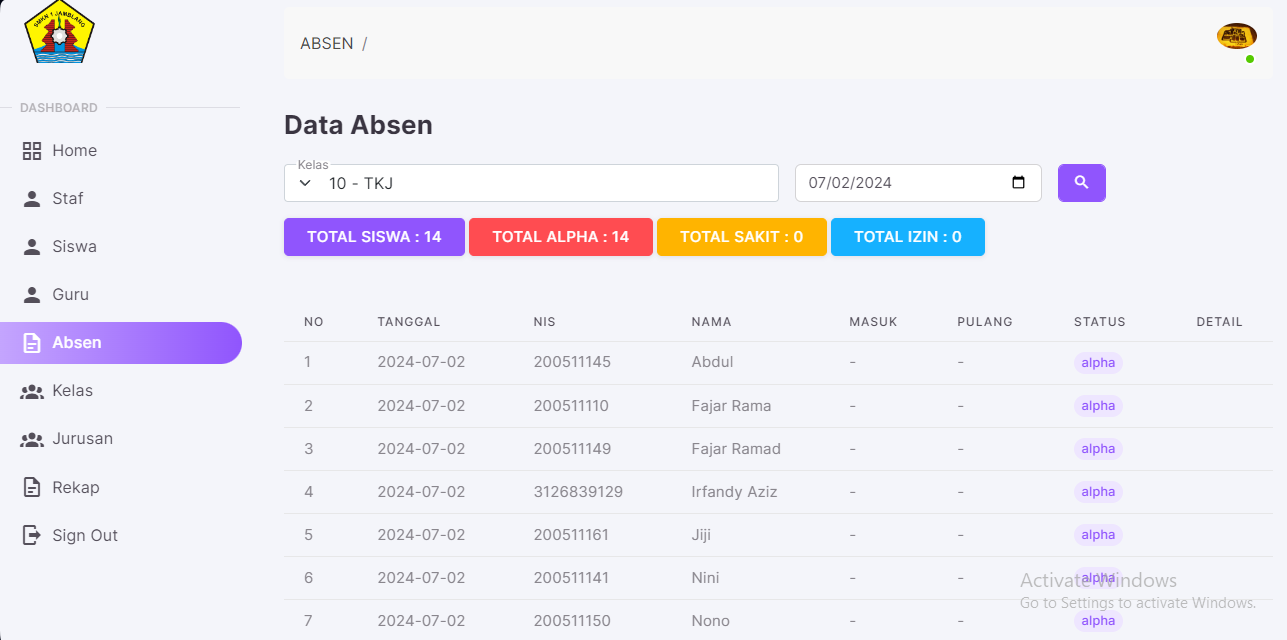 SMKN 1 JAMBLANG
ABSEN /
DASHBOARD
Home
Staf
Siswa
Guru
Absen
Kelas
Jurusan
Rekap
Sign Out
Data Absen
Kelas
10 - TKJ
07/02/2024
TOTAL SISWA : 14 TOTAL ALPHA : 14 TOTAL SAKIT : 0 TOTAL IZIN : 0
NO TANGGAL NIS NAMA MASUK PULANG STATUS DETAIL
1 2024-07-02 200511145 Abdul - - alpha
2 2024-07-02 200511110 Fajar Rama - - alpha
3 2024-07-02 200511149 Fajar Ramad - - alpha
4 2024-07-02 3126839129 Irfandy Aziz - - alpha
5 2024-07-02 200511161 Jiji - - alpha
6 2024-07-02 200511141 Nini - - alpha
7 2024-07-02 200511150 Nono - - alpha
Activate Windows
Go to Settings to activate Windows.